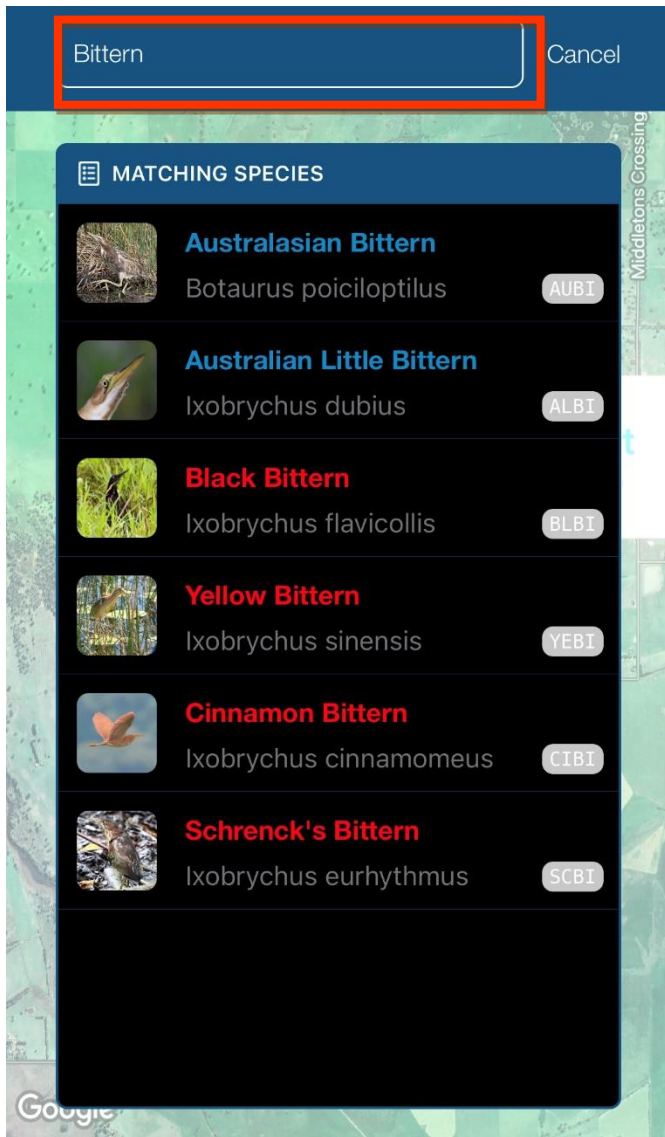 Bittern
Cancel
Middletons Crossing
MATCHING SPECIES
Australasian Bittern
Botaurus poiciloptilus
AUBI
Australian Little Bittern
Ixobrychus dubius
ALBI
t
Black Bittern
Ixobrychus flavicollis
BLBI
Yellow Bittern
Ixobrychus sinensis
YEBI
Cinnamon Bittern
Ixobrychus cinnamomeus
CIBI
Schrenck's Bittern
Ixobrychus eurhythmus
SCBI
Google